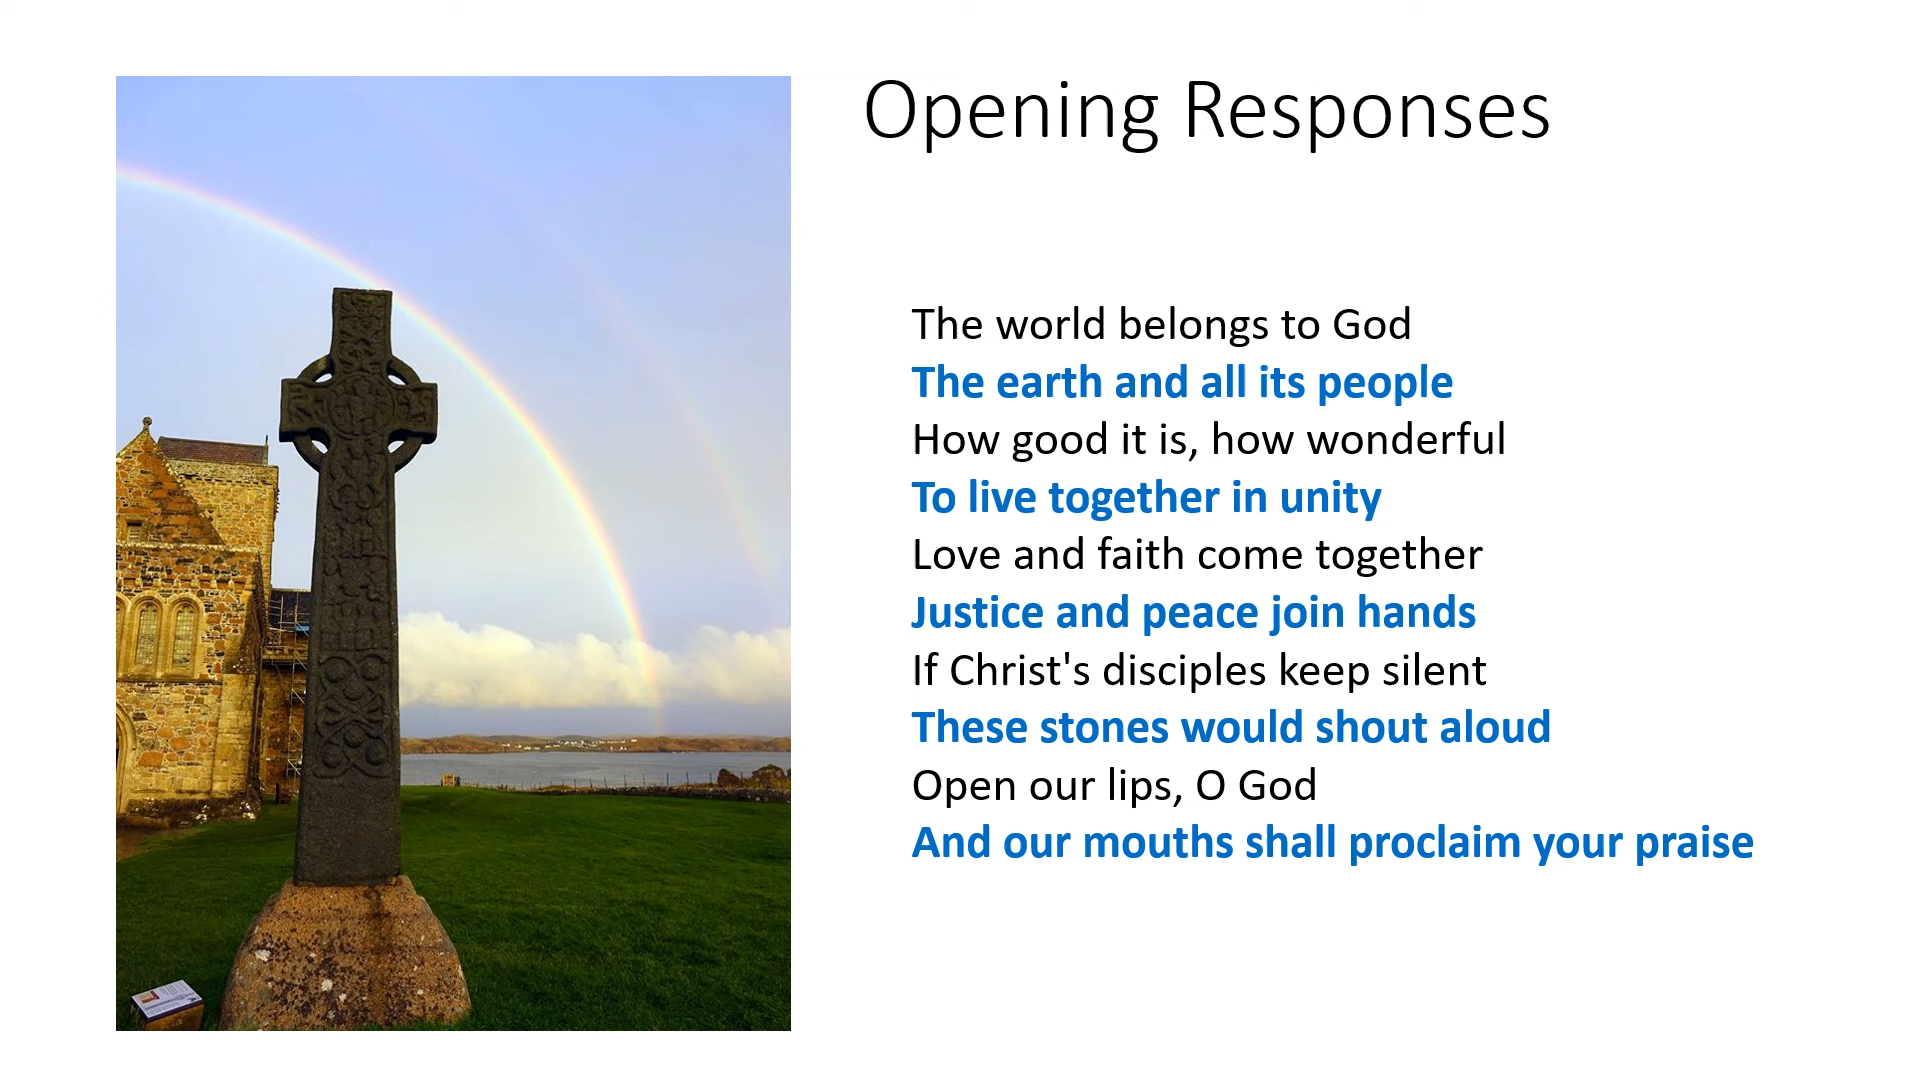 Opening Responses
The world belongs to God
The earth and all its people
How good it is, how wonderful
To live together in unity
Love and faith come together
Justice and peace join hands
If Christ's disciples keep silent
These stones would shout aloud
Open our lips, O God
And our mouths shall proclaim your praise